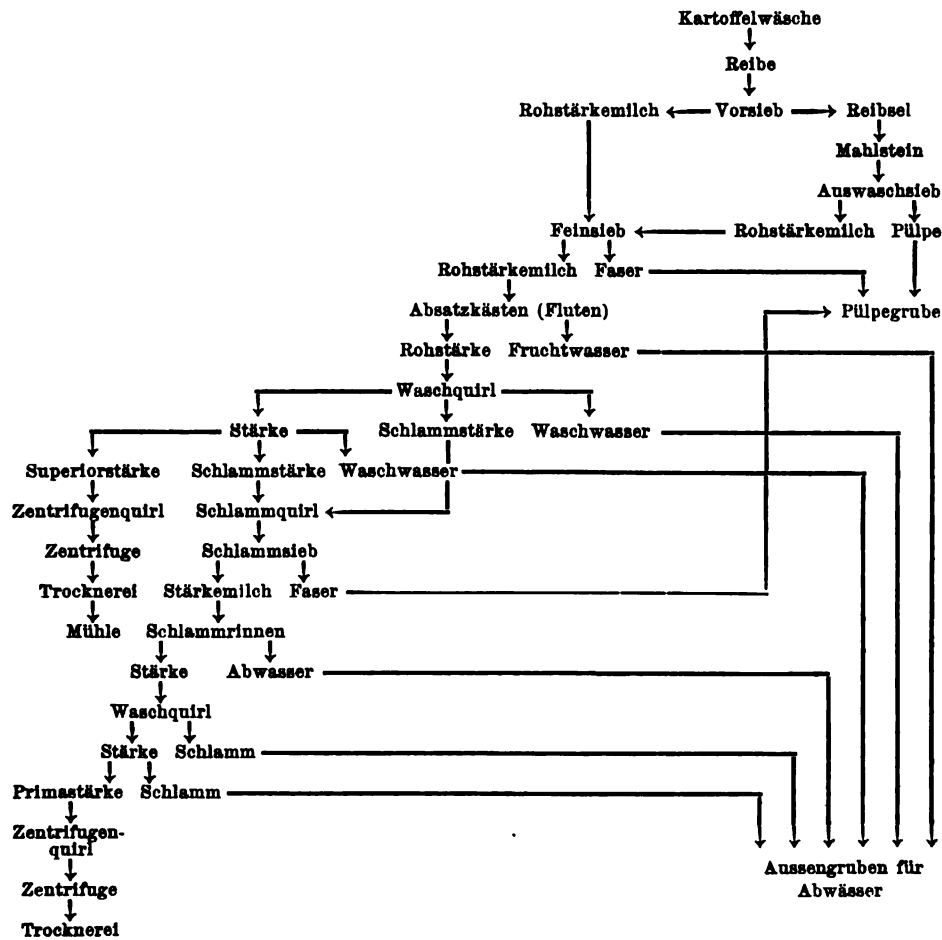 Kartoffelwäsche
Reibe
Rohstärkemilch Vorsieb Reibsel
Mahlstein
Auswaschsieb
Feinsieb Rohstärkemilch Pülpe
Rohstärkemilch Faser
Absatzkästen (Fluten) Pülpegrube
Rohstärke Fruchtwasser
Waschquirl
Stärke Schlammstärke Waschwasser
Superiorstärke Schlammstärke Waschwasser
Zentrifugenquirl Schlammquirl
Zentrifuge Schlammsieb
Trocknerei Stärkemilch Faser
Mühle Schlammrinnen
Stärke Abwasser
Waschquirl
Stärke Schlamm
Primastärke Schlamm
Zentrifugen-
quirl
Aussengruben für
Abwässer
Zentrifuge
Trocknerei